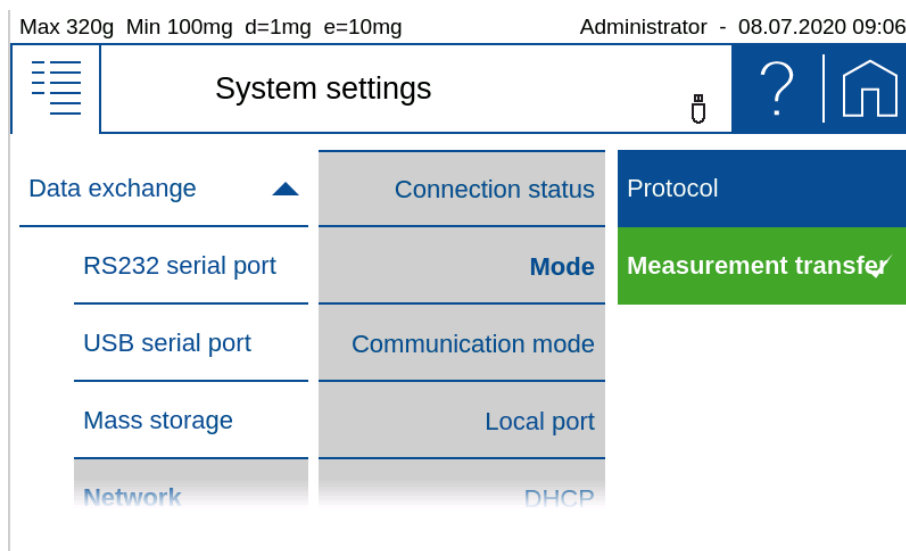 Max 320g Min 100mg d=1mg e=10mg Administrator - 08.07.2020 09:06
System settings ?
Data exchange Connection status Protocol
RS232 serial port Mode Measurement transfer
USB serial port Communication mode
Mass storage Local port
Network DHCP